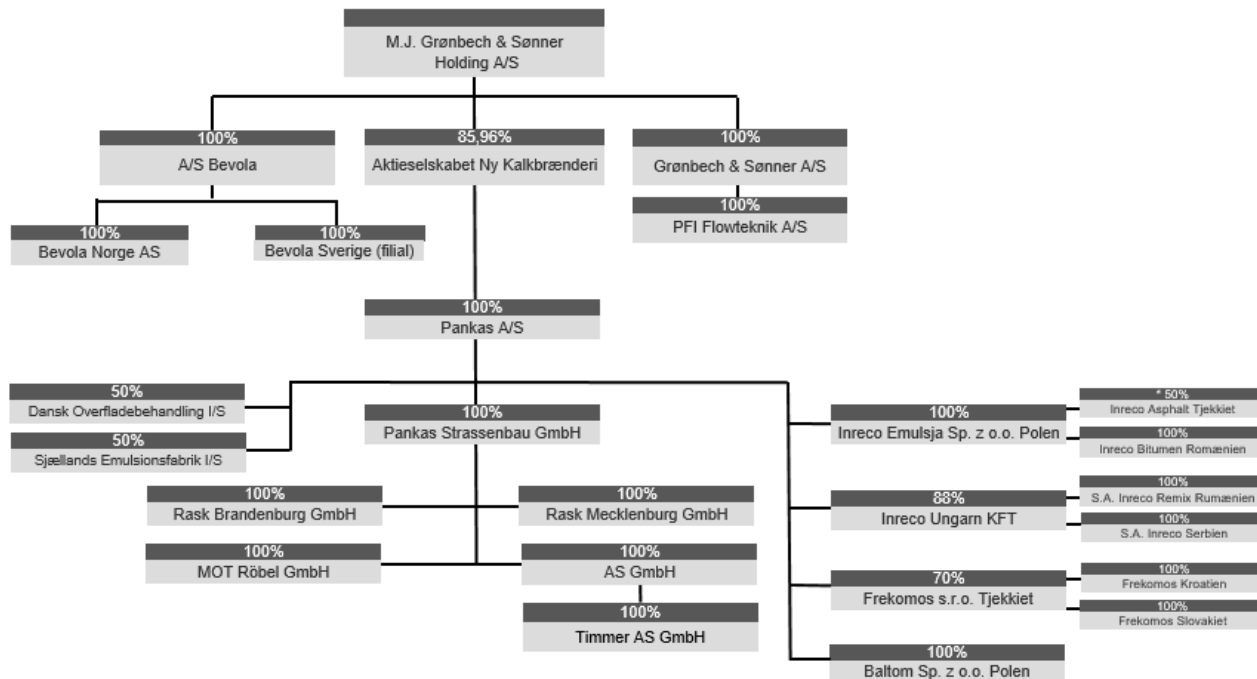 M.J. Grønbech & Sønner
Holding A/S
100%
A/S Bevola
85,96%
Aktieselskabet Ny Kalkbrænderi
100%
Grønbech & Sønner A/S
100%
Bevola Norge AS
100%
Bevola Sverige (filial)
100%
PFI Flowteknik A/S
100%
Pankas A/S
50%
Dansk Overfladebehandling I/S
50%
Sjællands Emulsionsfabrik I/S
100%
Pankas Strassenbau GmbH
100%
Rask Brandenburg GmbH
100%
Rask Mecklenburg GmbH
100%
MOT Röbel GmbH
100%
AS GmbH
100%
Timmer AS GmbH
100%
Inreco Emulsja Sp. z o.o. Polen
* 50%
Inreco Asphalt Tjekkiet
100%
Inreco Bitumen Romænien
88%
Inreco Ungarn KFT
100%
S.A. Inreco Remix Rumænien
100%
S.A. Inreco Serbien
70%
Frekomos s.r.o. Tjekkiet
100%
Frekomos Kroatien
100%
Frekomos Slovakiet
100%
Baltom Sp. z o.o. Polen